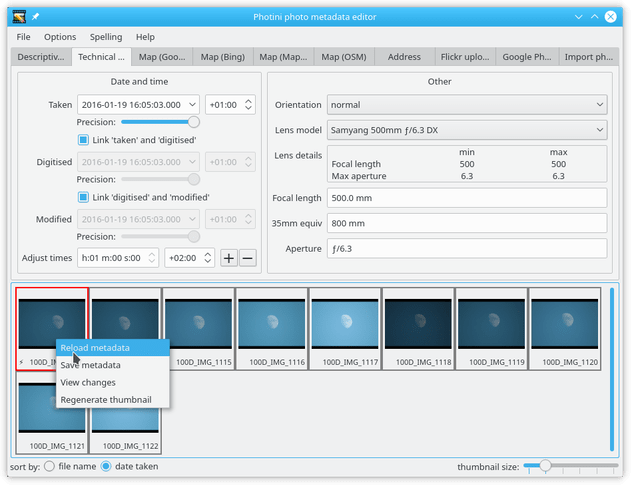 Photini photo metadata editor
File Options Spelling Help
Descriptiv... Technical ... Map (Goo... Map (Bing) Map (Map... Map (OSM) Address Flickr uplo... Google Ph... Import ph...
Date and time
Taken 2016-01-19 16:05:03.000 +01:00
Precision:
Link 'taken' and 'digitised'
Digitised 2016-01-19 16:05:03.000 +01:00
Precision:
Link 'digitised' and 'modified'
Modified 2016-01-19 16:05:03.000 +01:00
Precision:
Adjust times h:01 m:00 s:00 +02:00 + −
Other
Orientation normal
Lens model Samyang 500mm ƒ/6.3 DX
Lens details min max
Focal length 500 500
Max aperture 6.3 6.3
Focal length 500.0 mm
35mm equiv 800 mm
Aperture ƒ/6.3
100D_IM 100D_IMG_1115 100D_IMG_1116 100D_IMG_1117 100D_IMG_1118 100D_IMG_1119 100D_IMG_1120
Reload metadata
Save metadata
View changes
Regenerate thumbnail
100D_IMG_1121 100D_IMG_1122
sort by: file name date taken thumbnail size: